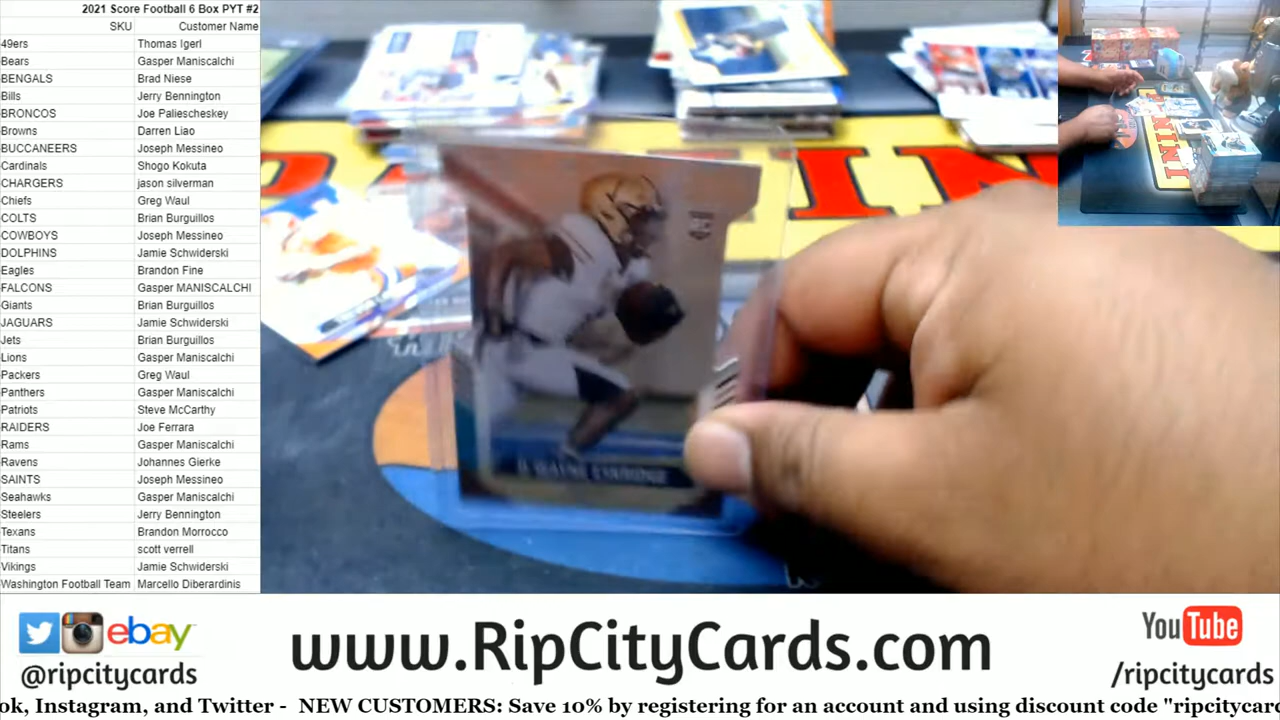 2021 Score Football 6 Box PYT #2
SKU Customer Name
49ers Thomas Igerl
Bears Gasper Maniscalchi
BENGALS Brad Niese
Bills Jerry Bennington
BRONCOS Joe Paliescheskey
Browns Darren Liao
BUCCANEERS Joseph Messineo
Cardinals Shogo Kokuta
CHARGERS jason silverman
Chiefs Greg Waul
COLTS Brian Burguillos
COWBOYS Joseph Messineo
DOLPHINS Jamie Schwiderski
Eagles Brandon Fine
FALCONS Gasper MANISCALCHI
Giants Brian Burguillos
JAGUARS Jamie Schwiderski
Jets Brian Burguillos
Lions Gasper Maniscalchi
Packers Greg Waul
Panthers Gasper Maniscalchi
Patriots Steve McCarthy
RAIDERS Joe Ferrara
Rams Gasper Maniscalchi
Ravens Johannes Gierke
SAINTS Joseph Messineo
Seahawks Gasper Maniscalchi
Steelers Jerry Bennington
Texans Brandon Morrocco
Titans scott verrell
Vikings Jamie Schwiderski
Washington Football Team Marcello Diberardinis
PANINI
RC
D'WAYNE ESKRIDGE
ebay
@ripcitycards
www.RipCityCards.com
YouTube
/ripcitycards
ok, Instagram, and Twitter - NEW CUSTOMERS: Save 10% by registering for an account and using discount code "ripcitycard